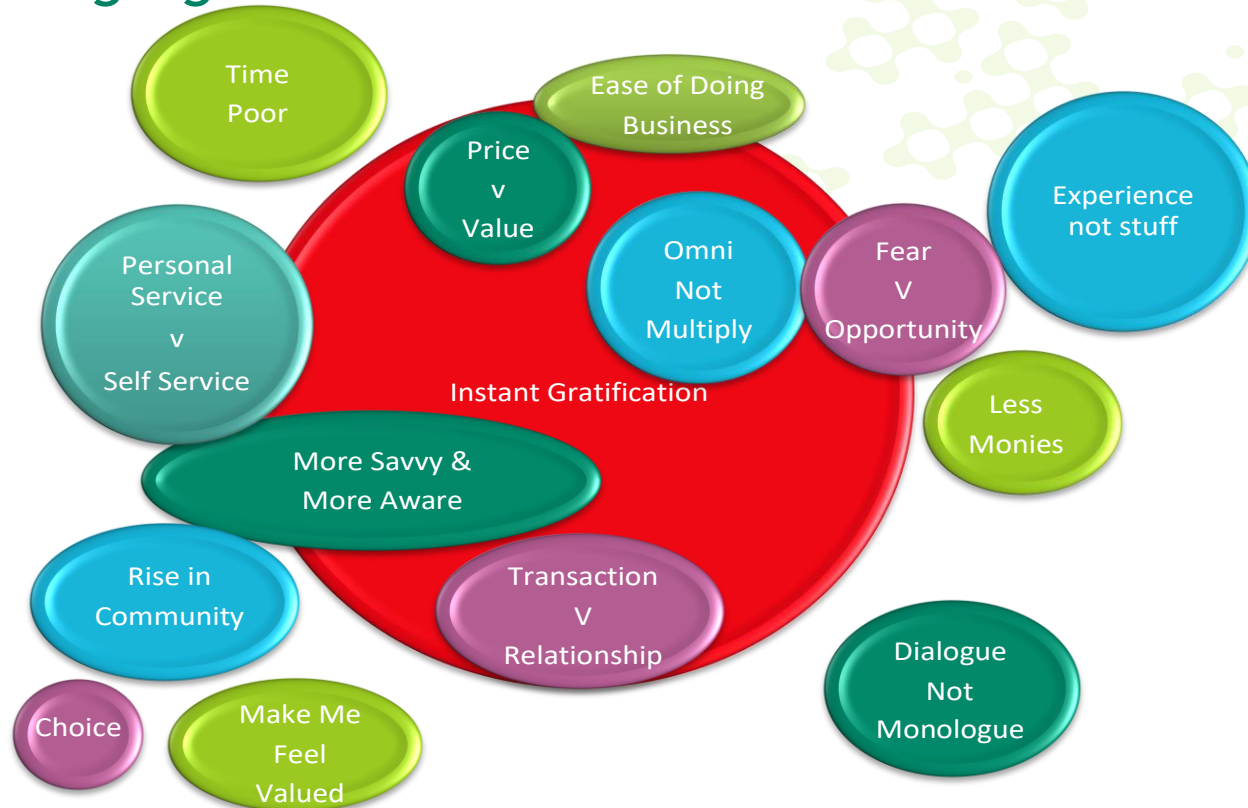 Time
Poor
Ease of Doing
Business
Price
v
Value
Experience
not stuff
Personal
Service
v
Self Service
Omni
Not
Multiply
Fear
V
Opportunity
Instant Gratification
Less
Monies
More Savvy &
More Aware
Rise in
Community
Transaction
V
Relationship
Dialogue
Not
Monologue
Choice
Make Me
Feel
Valued